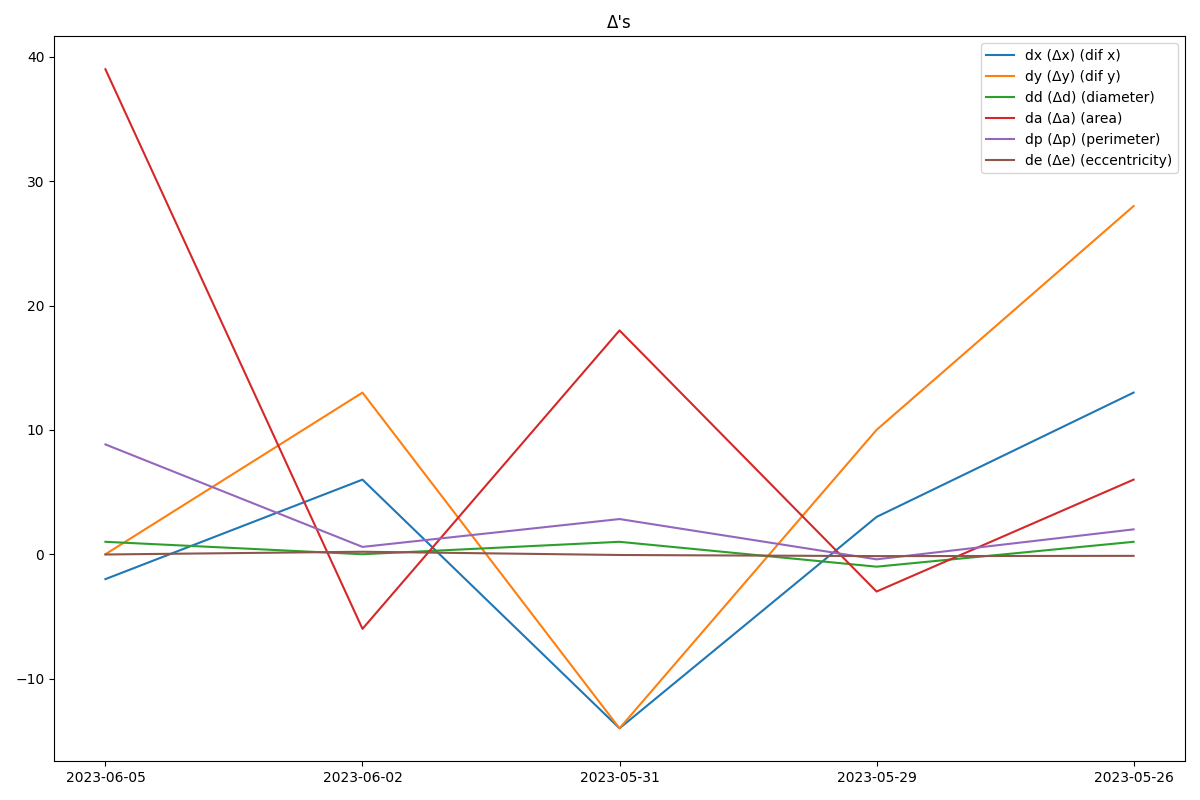 Δ's
dx (Δx) (dif x)
dy (Δy) (dif y)
dd (Δd) (diameter)
da (Δa) (area)
dp (Δp) (perimeter)
de (Δe) (eccentricity)
40
30
20
10
0
−10
2023-06-05 2023-06-02 2023-05-31 2023-05-29 2023-05-26